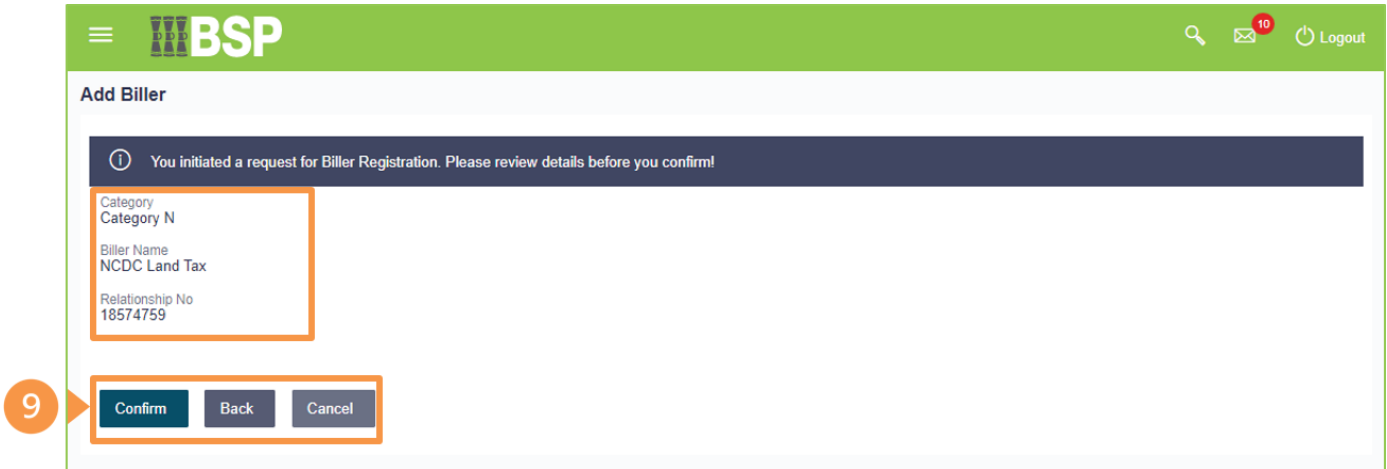 BSP
10
Logout
Add Biller
You initiated a request for Biller Registration. Please review details before you confirm!
Category
Category N
Biller Name
NCDC Land Tax
Relationship No
18574759
9
Confirm Back Cancel